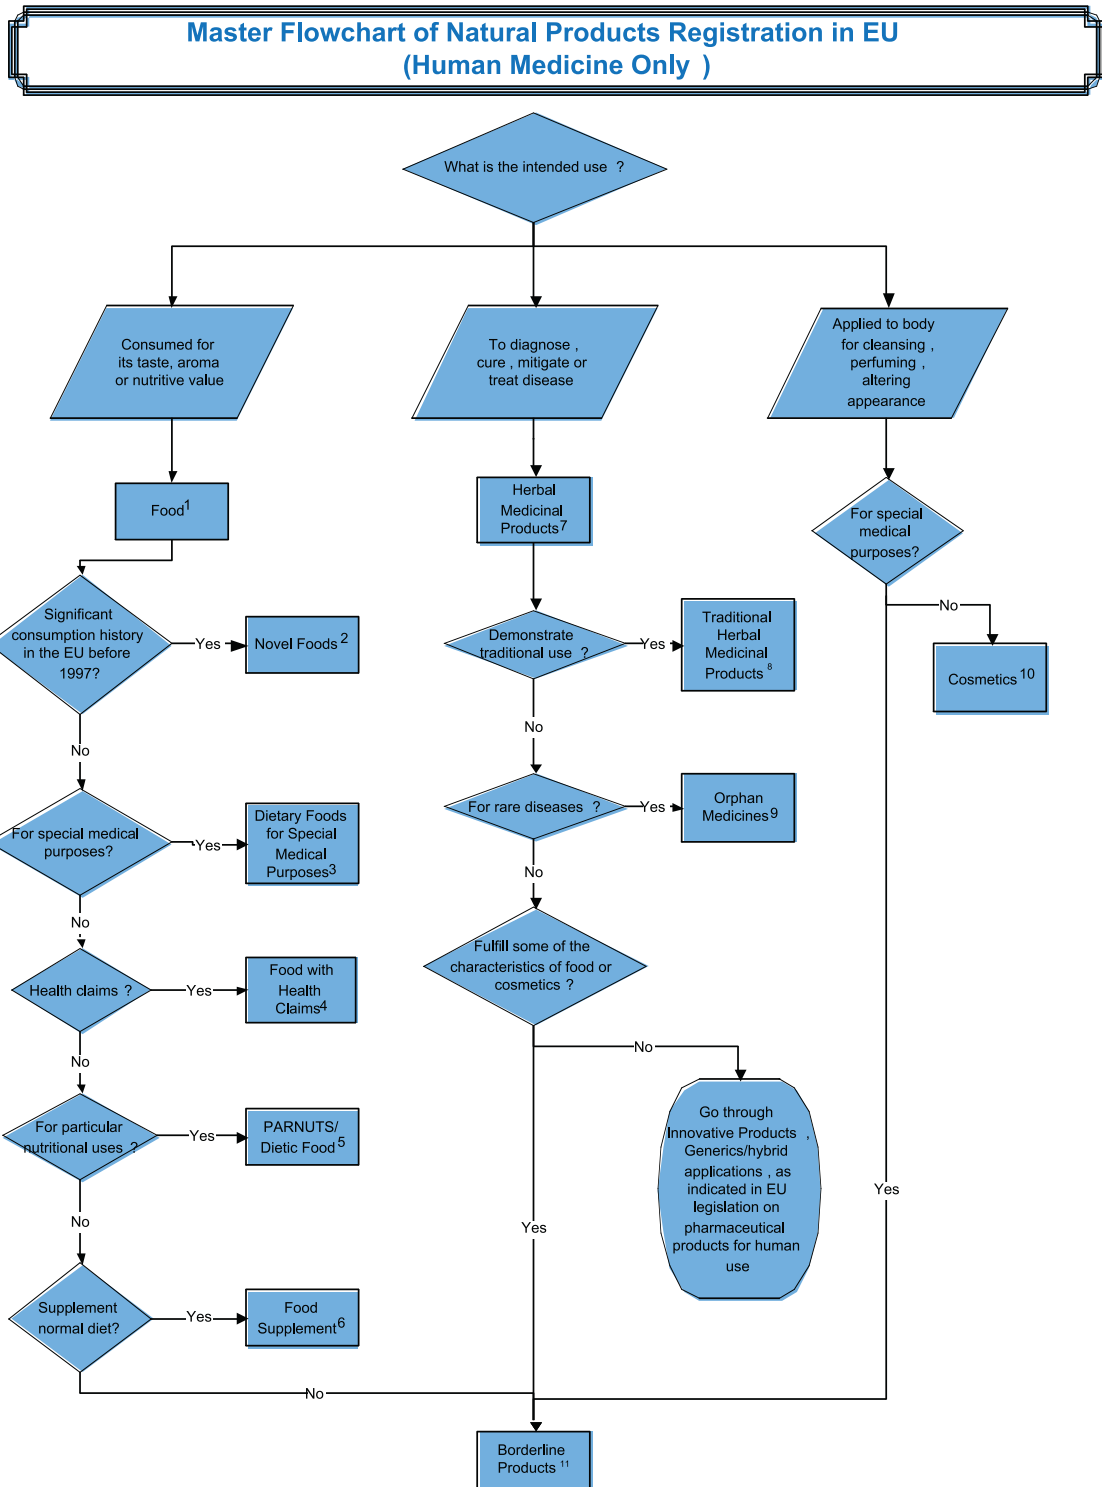 Master Flowchart of Natural Products Registration in EU
(Human Medicine Only )
What is the intended use ?
Consumed for
its taste, aroma
or nutritive value
To diagnose ,
cure , mitigate or
treat disease
Applied to body
for cleansing ,
perfuming ,
altering
appearance
Food1
Significant
consumption history
in the EU before
1997?
Yes
Novel Foods 2
No
For special medical
purposes?
Yes
Dietary Foods
for Special
Medical
Purposes3
No
Health claims ?
Yes
Food with
Health
Claims4
No
For particular
nutritional uses ?
Yes
PARNUTS/
Dietic Food 5
No
Supplement
normal diet?
Yes
Food
Supplement6
No
Herbal
Medicinal
Products7
Demonstrate
traditional use ?
Yes
Traditional
Herbal
Medicinal
Products 8
No
For rare diseases ?
Yes
Orphan
Medicines9
No
Fulfill some of the
characteristics of food or
cosmetics ?
No
Go through
Innovative Products ,
Generics/hybrid
applications , as
indicated in EU
legislation on
pharmaceutical
products for human
use
Yes
For special
medical
purposes?
No
Cosmetics 10
Yes
Borderline
Products 11